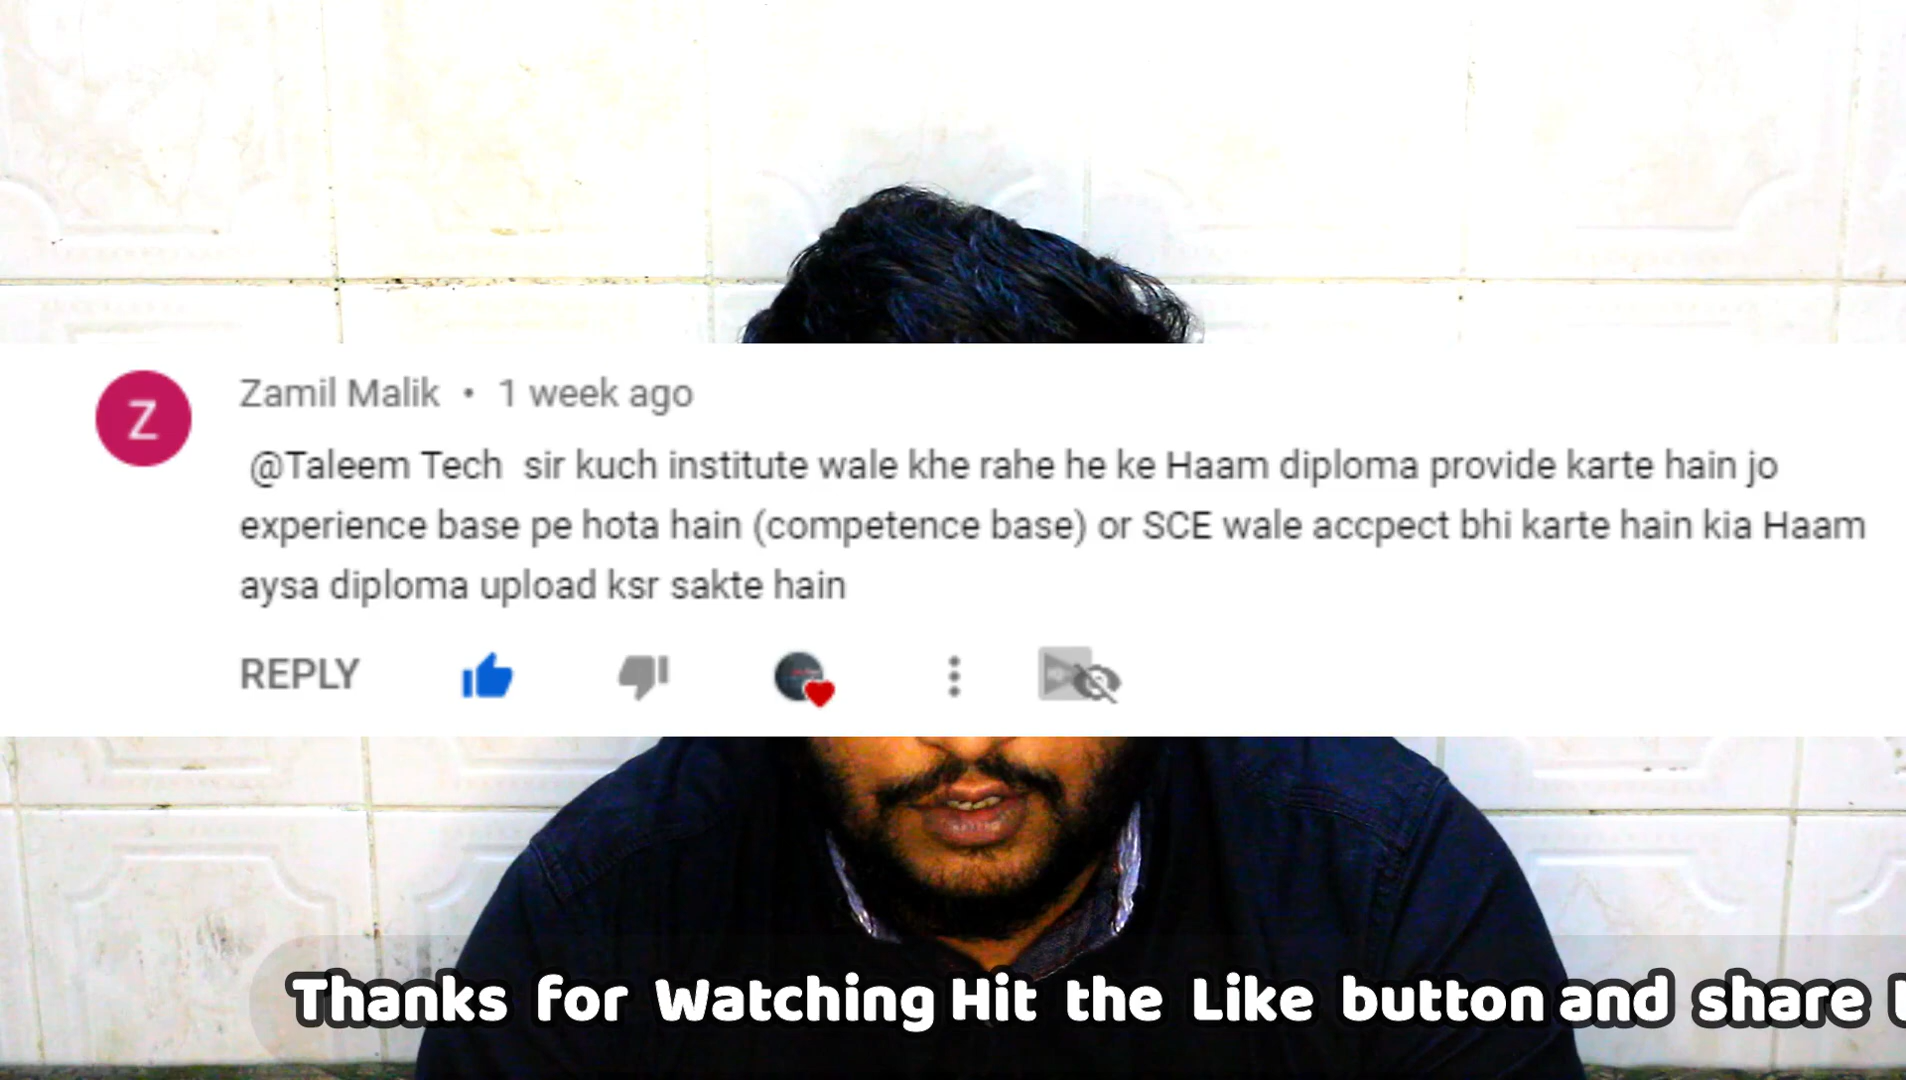 Zamil Malik • 1 week ago
Z
@Taleem Tech sir kuch institute wale khe rahe he ke Haam diploma provide karte hain jo
experience base pe hota hain (competence base) or SCE wale accpect bhi karte hain kia Haam
aysa diploma upload ksr sakte hain
REPLY
Thanks for Watching Hit the Like button and share